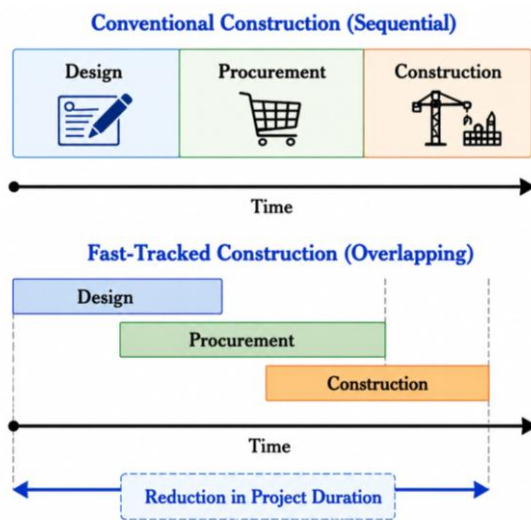 Conventional Construction (Sequential)
Design
Procurement
Construction
Time
Fast-Tracked Construction (Overlapping)
Design
Procurement
Construction
Time
Reduction in Project Duration